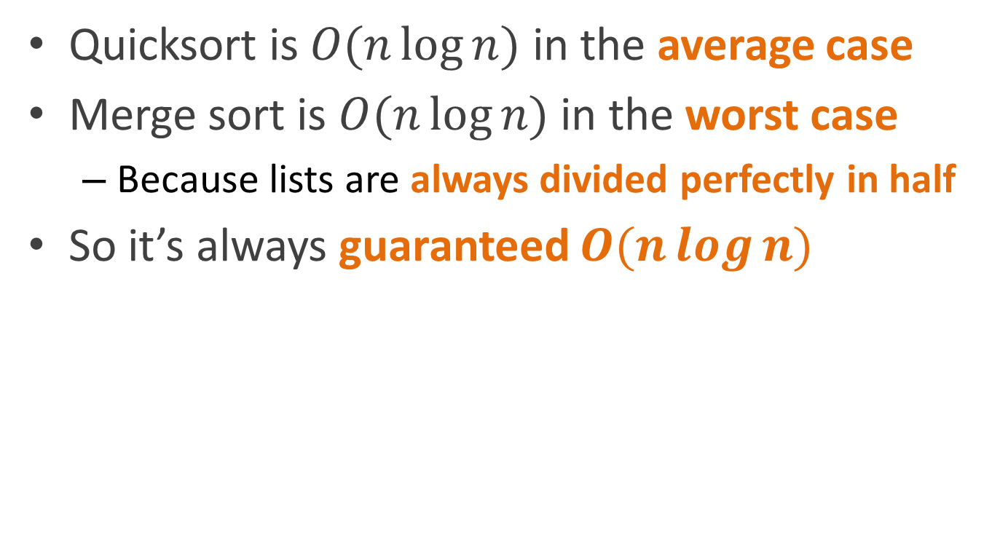 • Quicksort is O(n log n) in the average case
• Merge sort is O(n log n) in the worst case
– Because lists are always divided perfectly in half
• So it’s always guaranteed O(n log n)